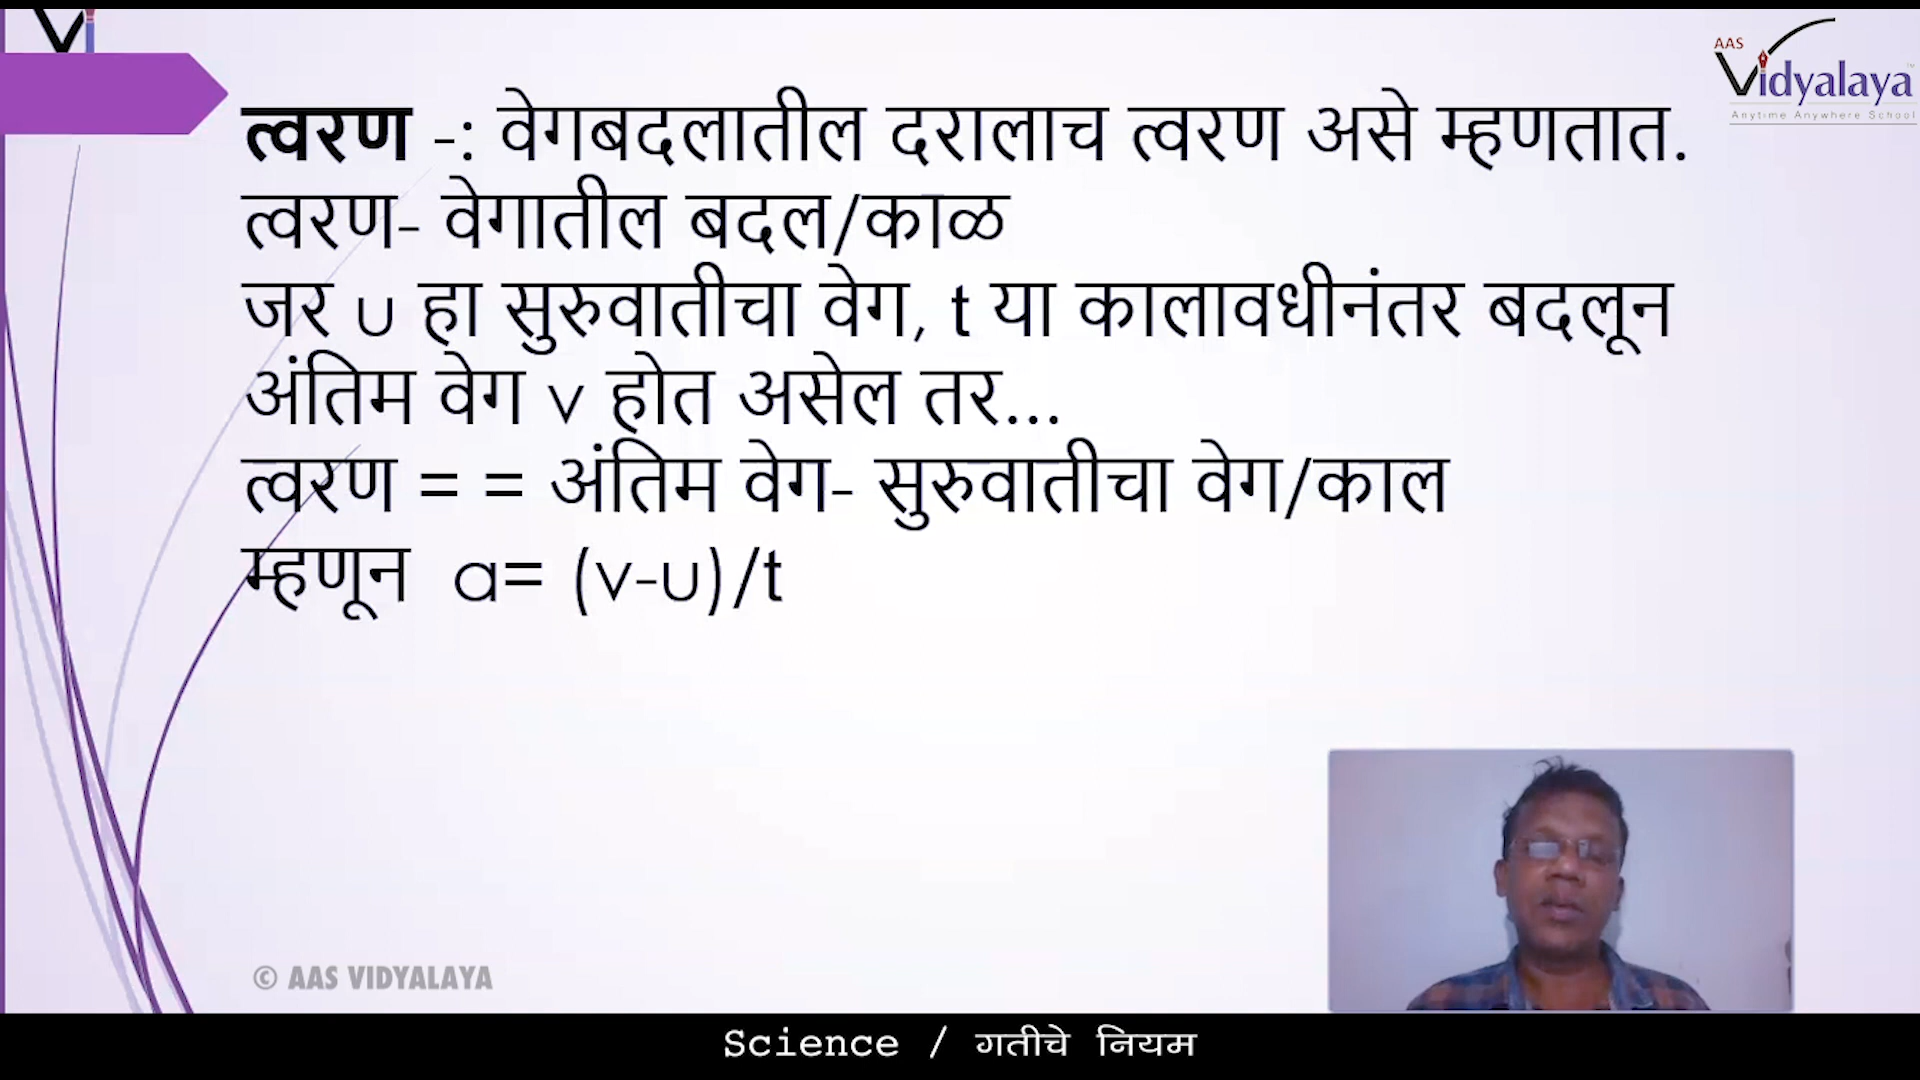 Vi
AAS
Vidyalaya
Anytime Anywhere School
त्वरण -: वेगबदलातील दरालाच त्वरण असे म्हणतात.
त्वरण- वेगातील बदल/काळ
जर u हा सुरुवातीचा वेग, t या कालावधीनंतर बदलून
अंतिम वेग v होत असेल तर...
त्वरण = = अंतिम वेग- सुरुवातीचा वेग/काल
म्हणून a= (v-u)/t
© AAS VIDYALAYA
Science / गतीचे नियम